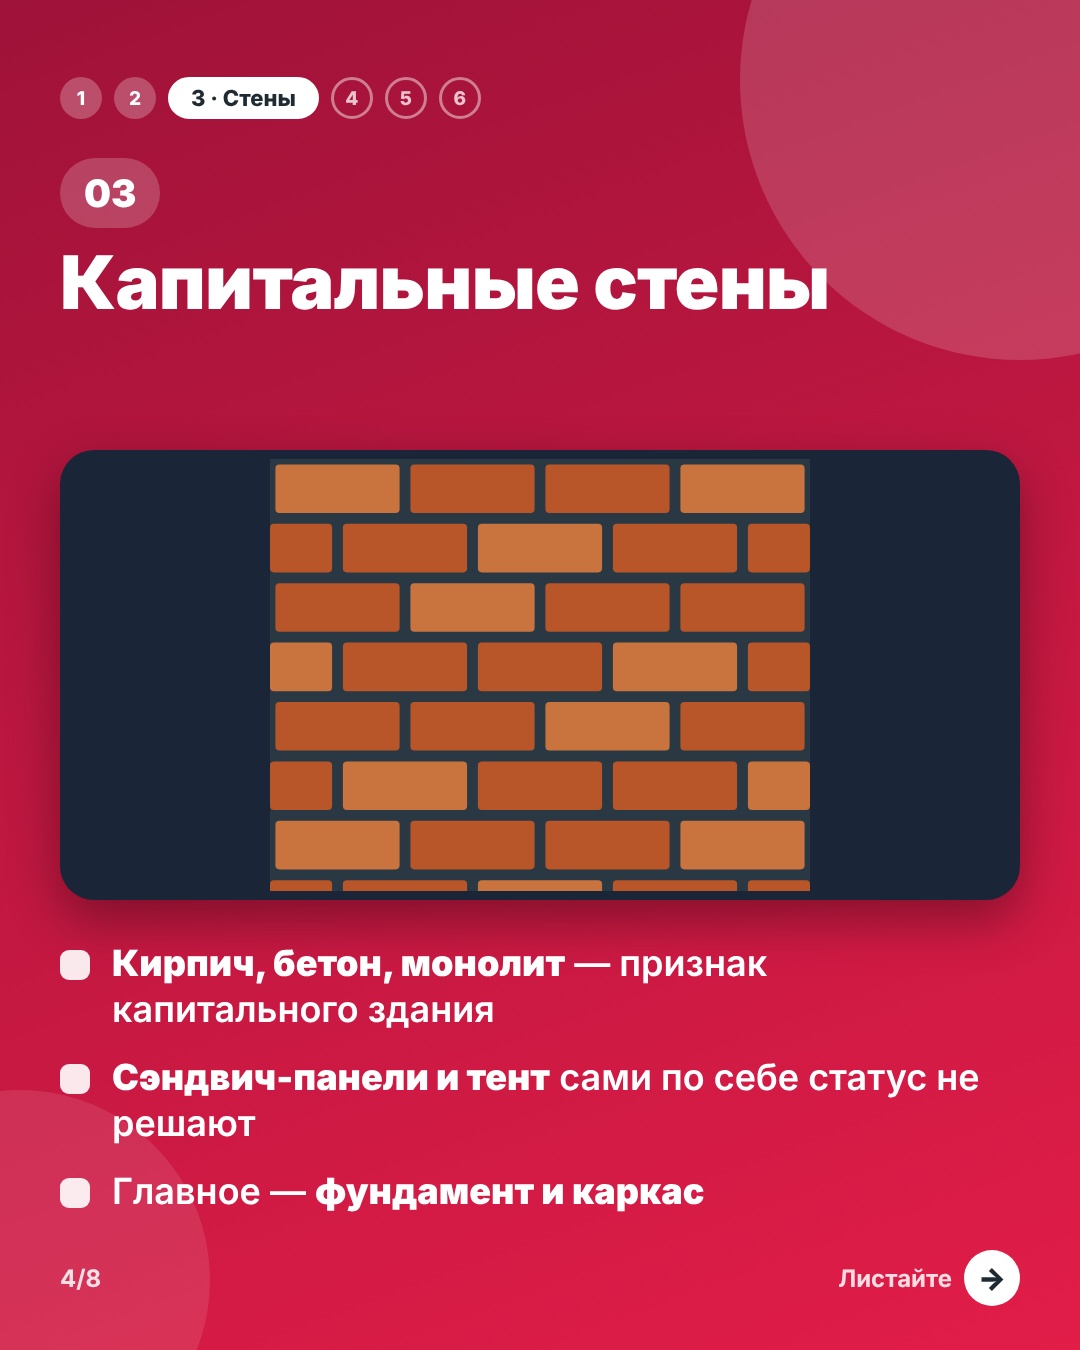 1 2 3 · Стены 4 5 6
03
Капитальные стены
Кирпич, бетон, монолит — признак
капитального здания
Сэндвич-панели и тент сами по себе статус не
решают
Главное — фундамент и каркас
4/8
Листайте →